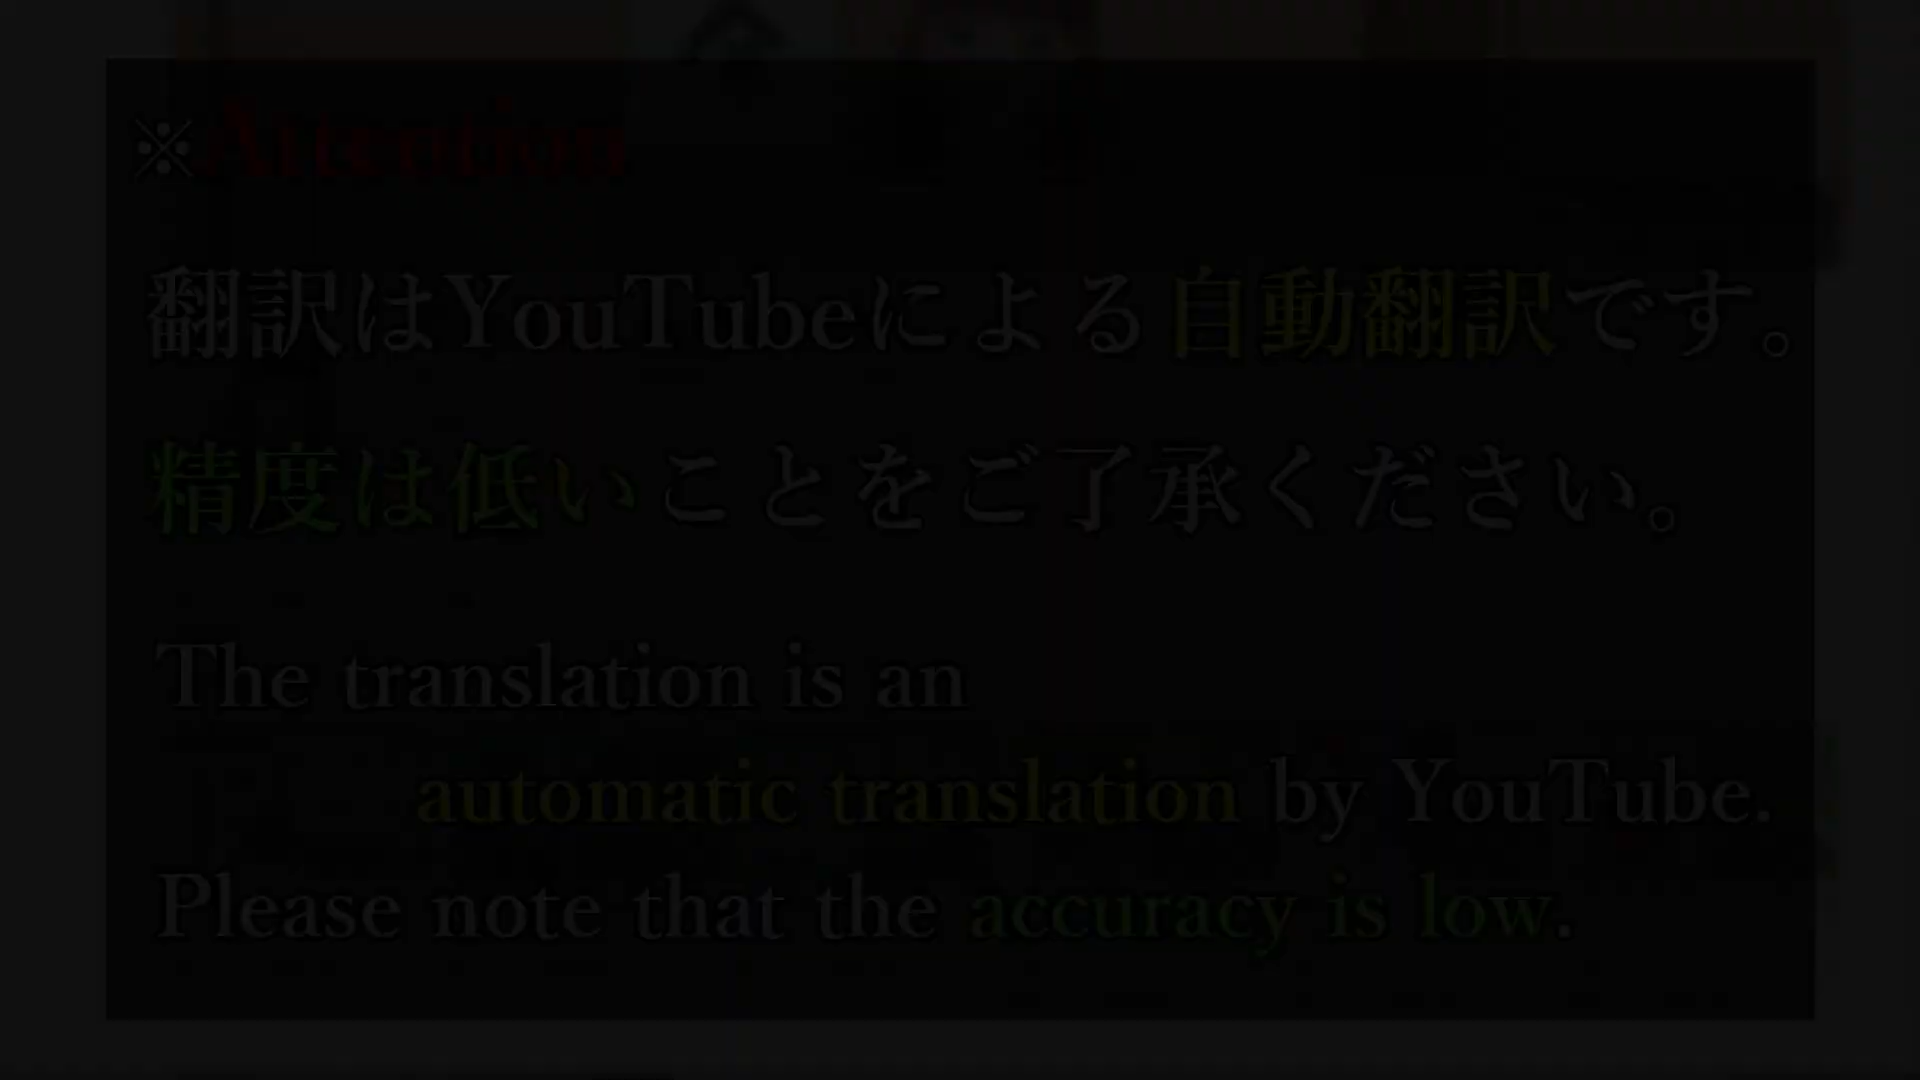 ※Attention
翻訳はYouTubeによる自動翻訳です。
精度は低いことをご了承ください。
The translation is an
automatic translation by YouTube.
Please note that the accuracy is low.